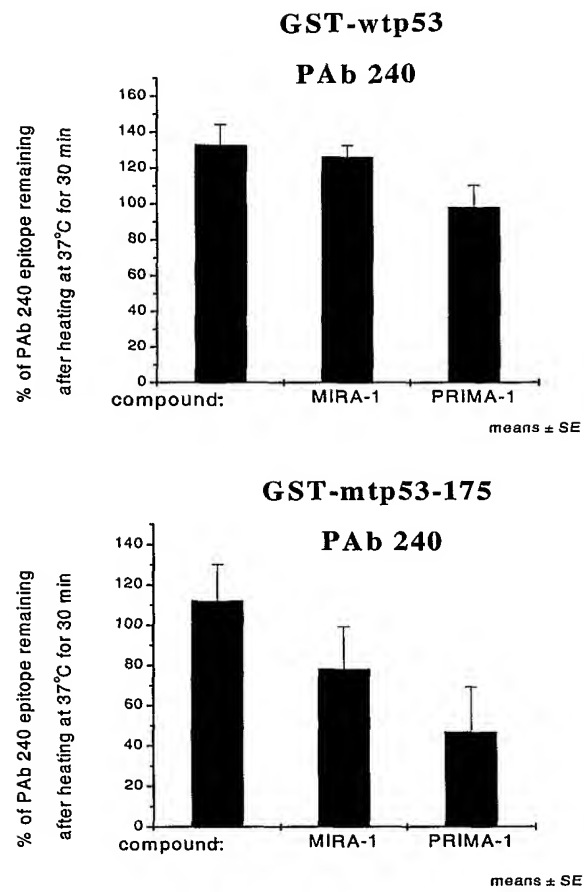 GST-wtp53
PAb 240
% of PAb 240 epitope remaining
after heating at 37°C for 30 min
160
140
120
100
80
60
40
20
0
compound: MIRA-1 PRIMA-1
means ± SE
GST-mtp53-175
PAb 240
% of PAb 240 epitope remaining
after heating at 37°C for 30 min
140
120
100
80
60
40
20
0
compound: MIRA-1 PRIMA-1
means ± SE